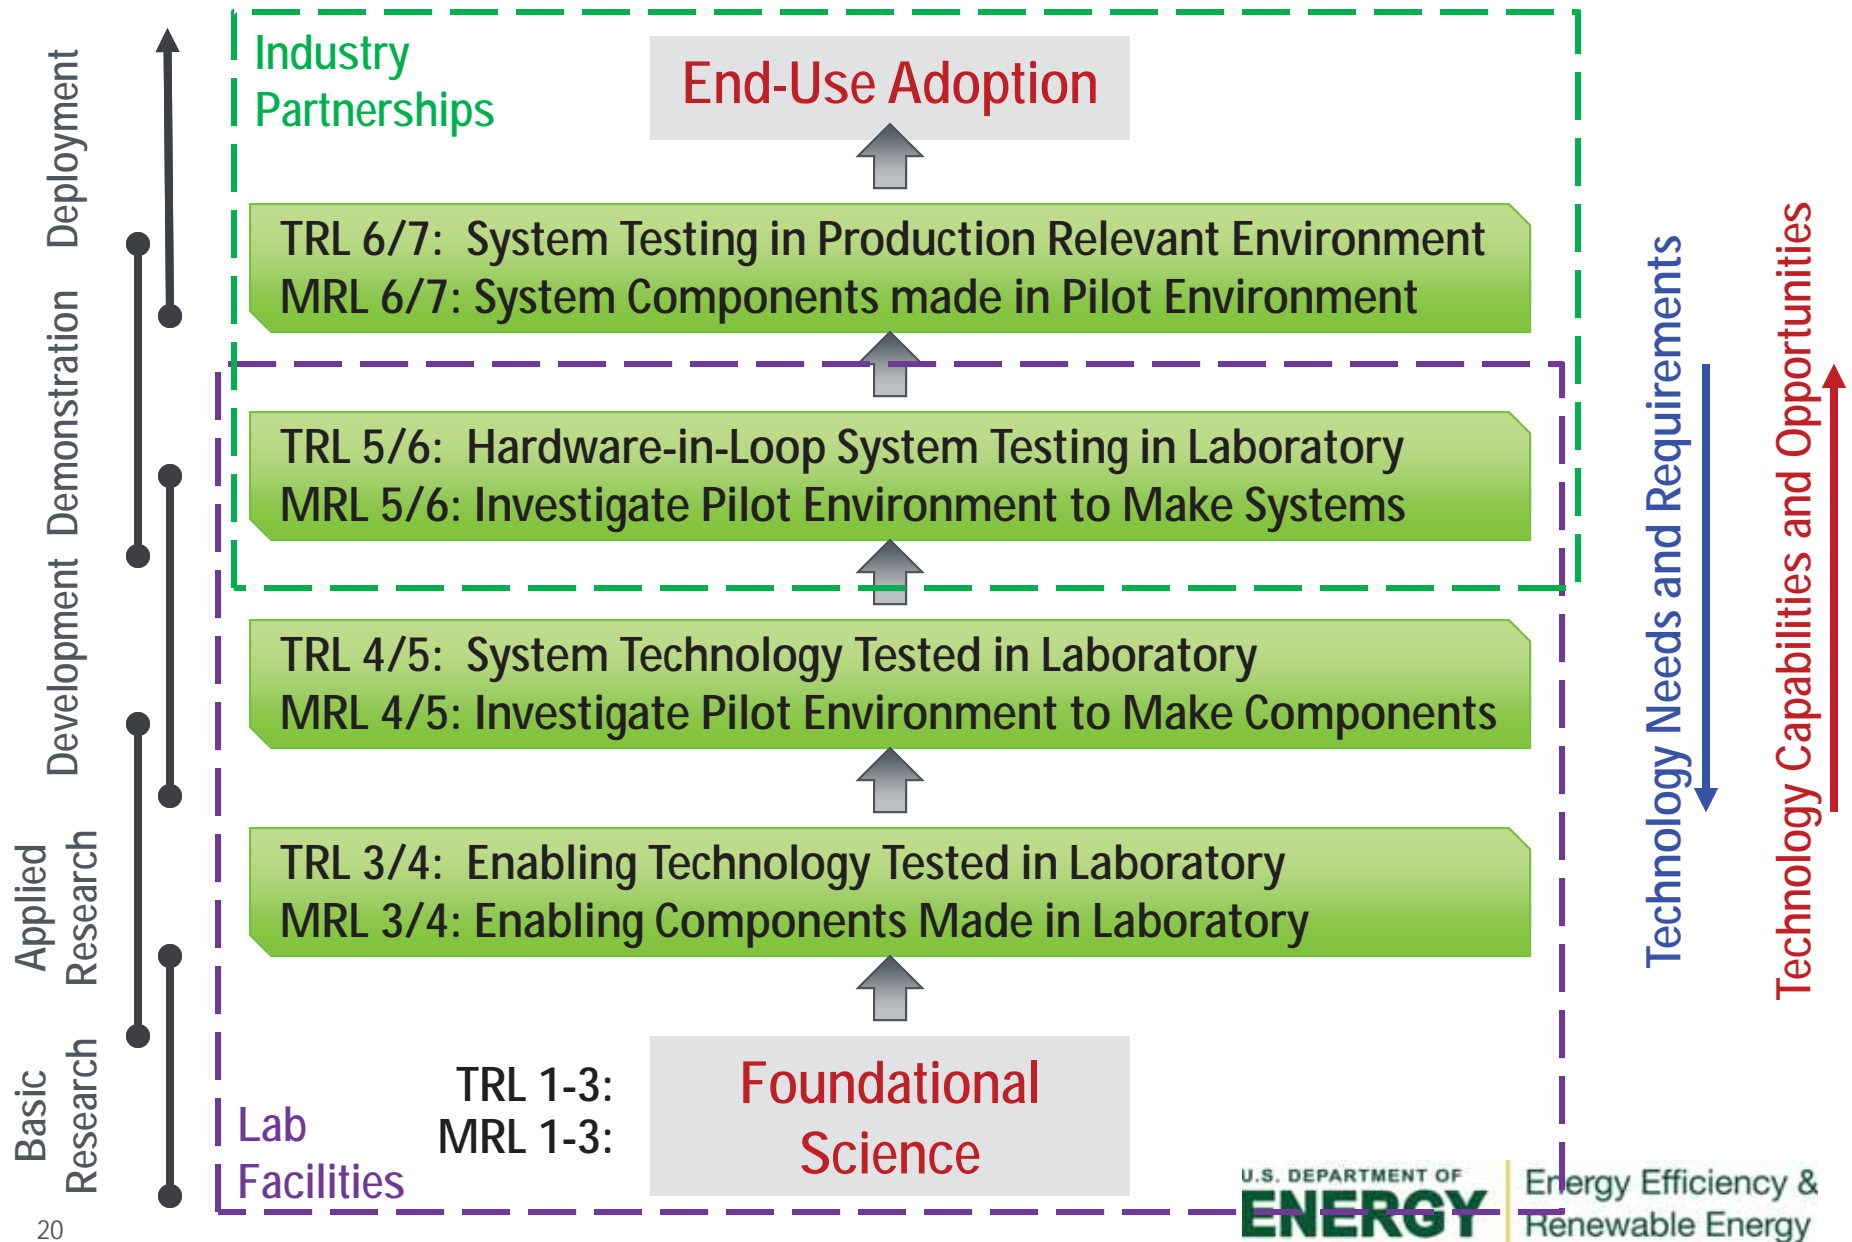 Industry
Partnerships
End-Use Adoption
TRL 6/7: System Testing in Production Relevant Environment
MRL 6/7: System Components made in Pilot Environment
TRL 5/6: Hardware-in-Loop System Testing in Laboratory
MRL 5/6: Investigate Pilot Environment to Make Systems
TRL 4/5: System Technology Tested in Laboratory
MRL 4/5: Investigate Pilot Environment to Make Components
TRL 3/4: Enabling Technology Tested in Laboratory
MRL 3/4: Enabling Components Made in Laboratory
TRL 1-3:
MRL 1-3:
Foundational
Science
Lab
Facilities
Deployment
Demonstration
Development
Applied
Research
Basic
Research
Technology Needs and Requirements
Technology Capabilities and Opportunities
U.S. DEPARTMENT OF
ENERGY
Energy Efficiency &
Renewable Energy
20